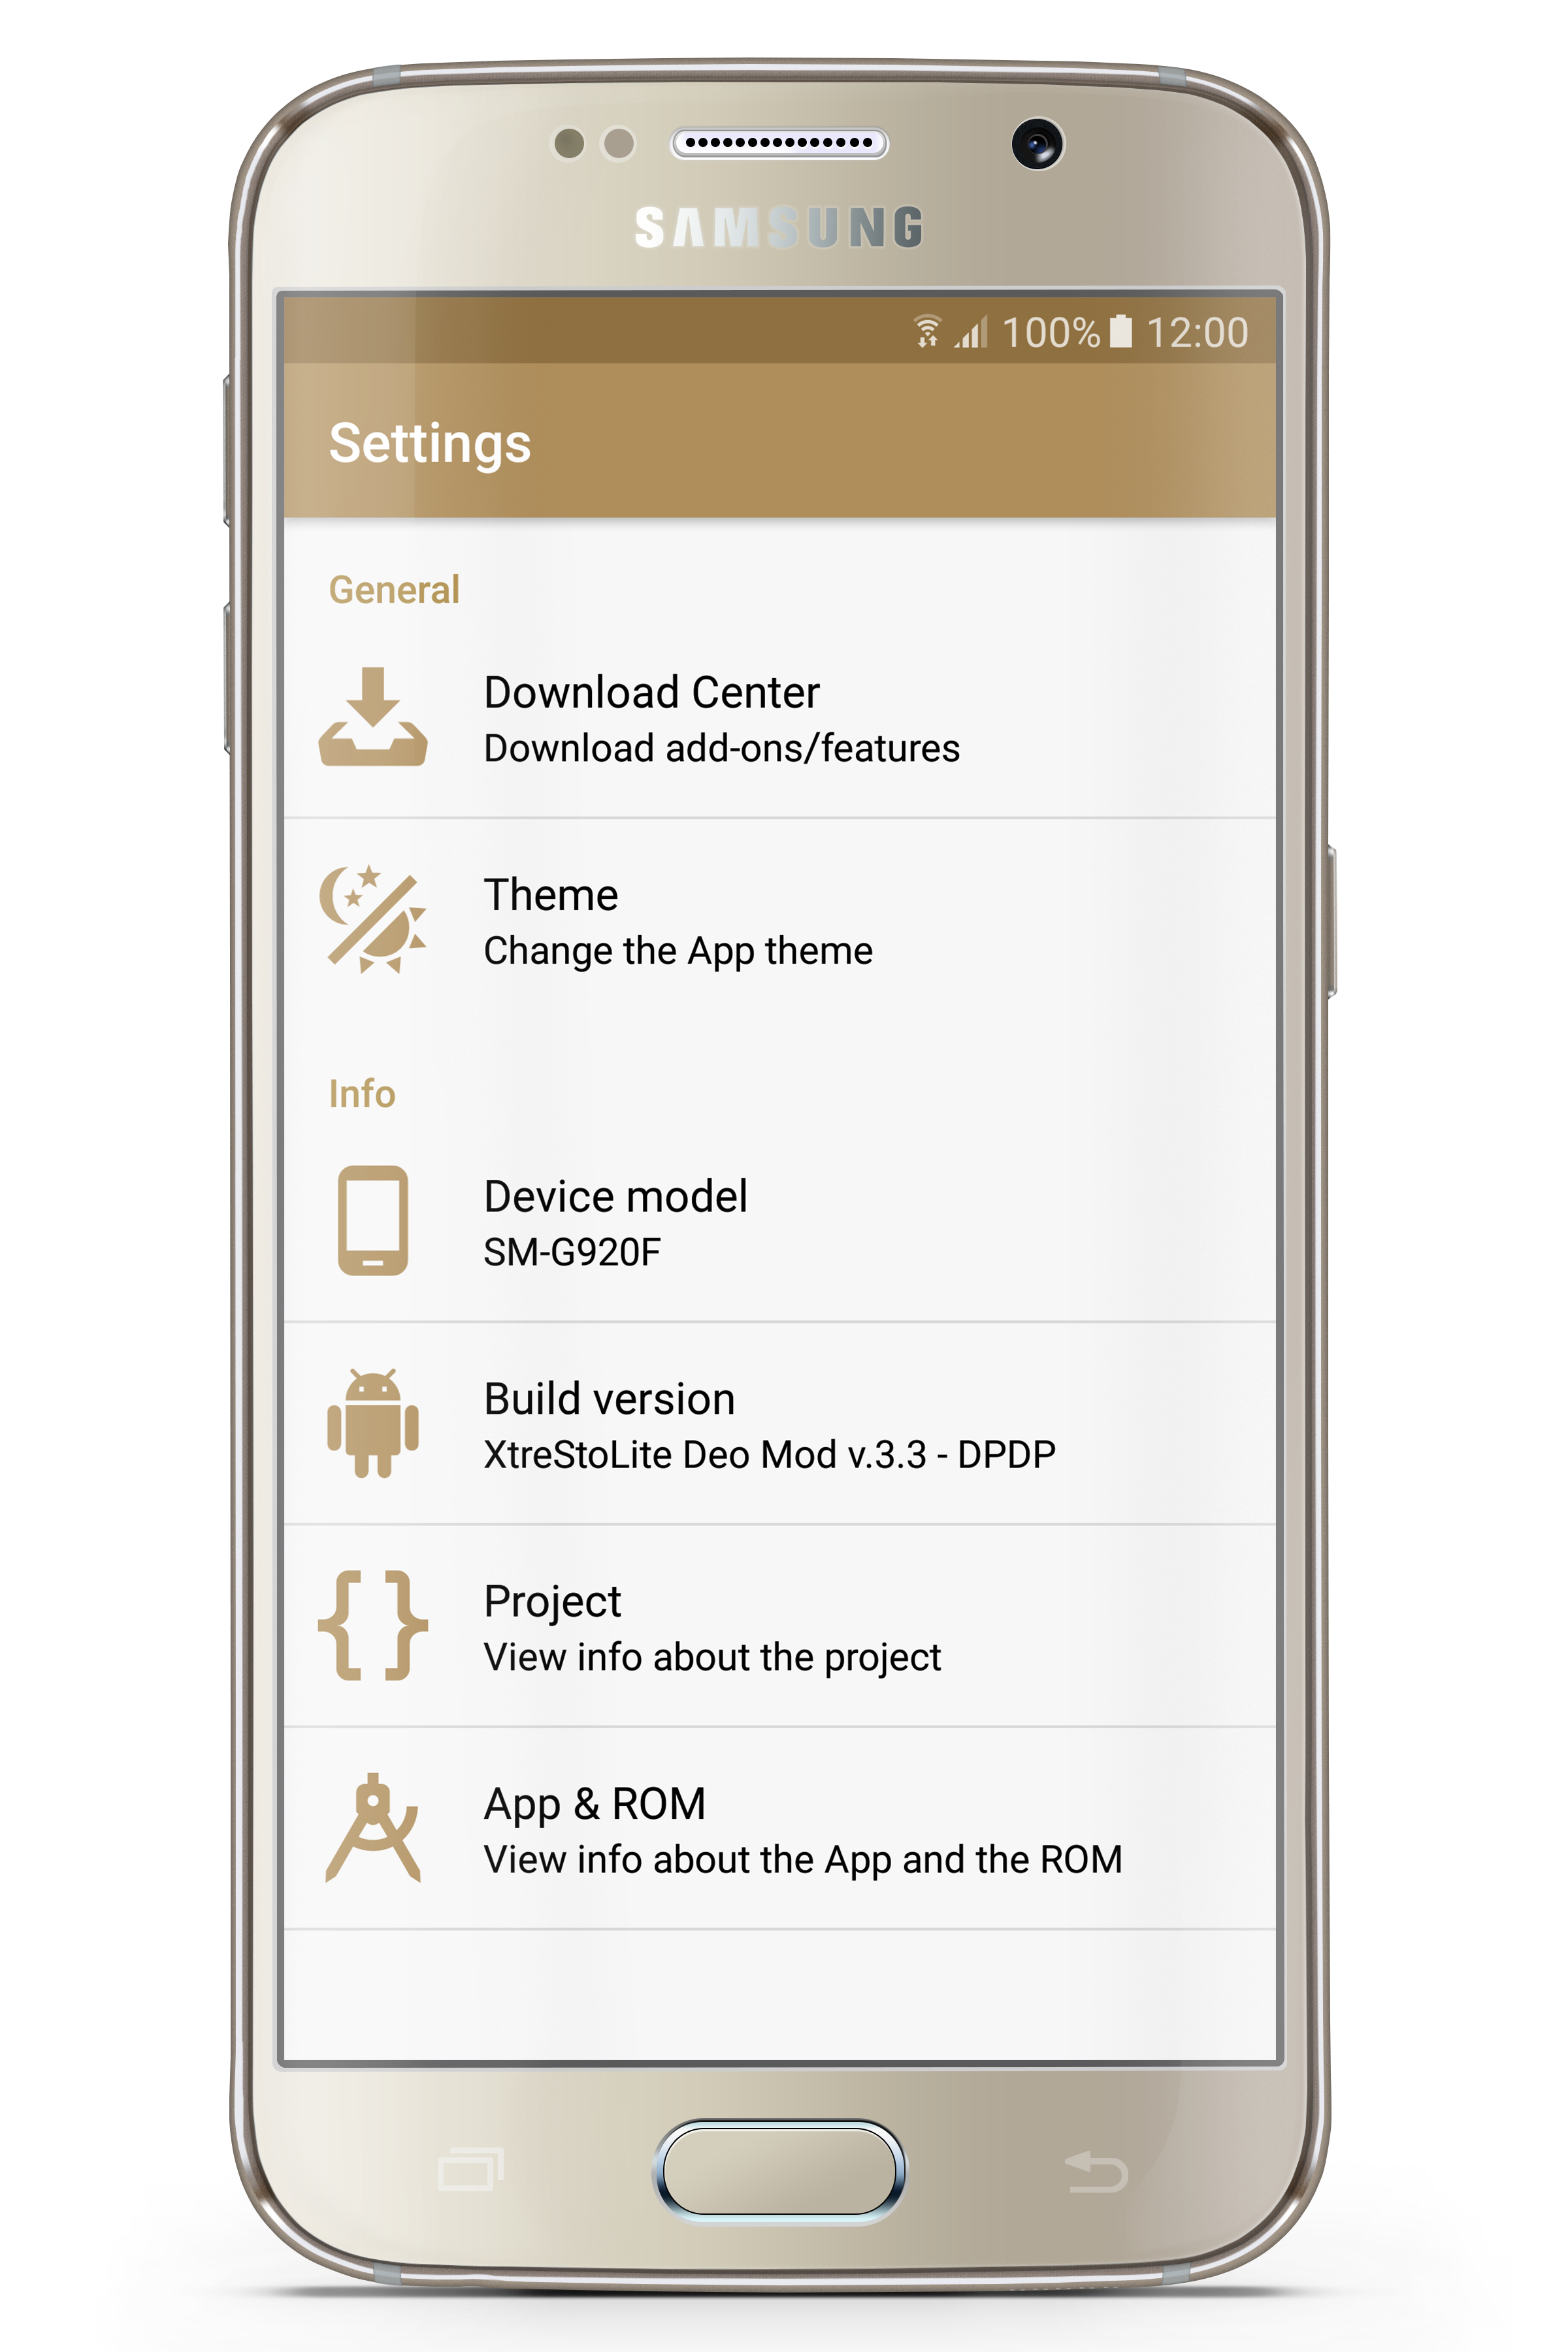 SAMSUNG
100% 12:00
Settings
General
Download Center
Download add-ons/features
Theme
Change the App theme
Info
Device model
SM-G920F
Build version
XtreStoLite Deo Mod v.3.3 - DPDP
Project
View info about the project
App & ROM
View info about the App and the ROM